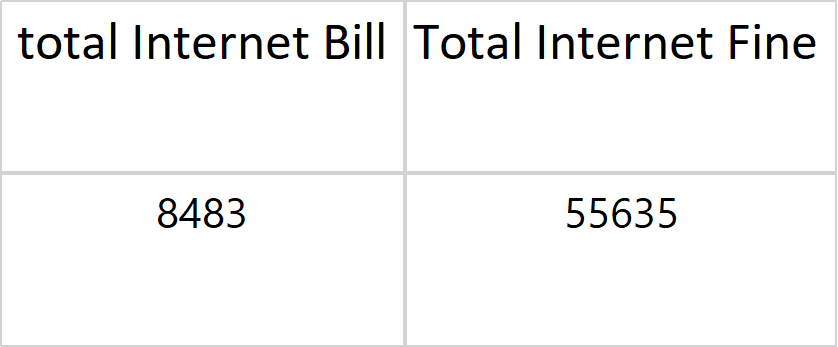 total Internet Bill
Total Internet Fine
8483
55635